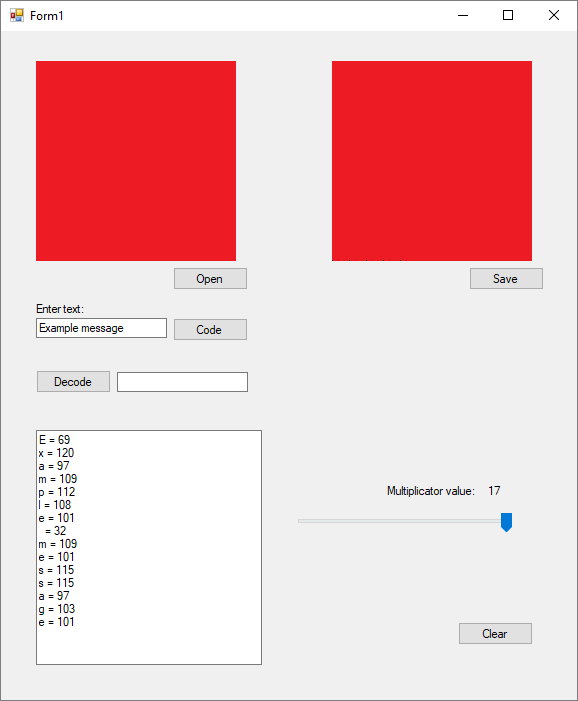 Form1
Open
Save
Enter text:
Example message
Code
Decode
E = 69
x = 120
a = 97
m = 109
p = 112
l = 108
e = 101
  = 32
m = 109
e = 101
s = 115
s = 115
a = 97
g = 103
e = 101
Multiplicator value: 17
Clear